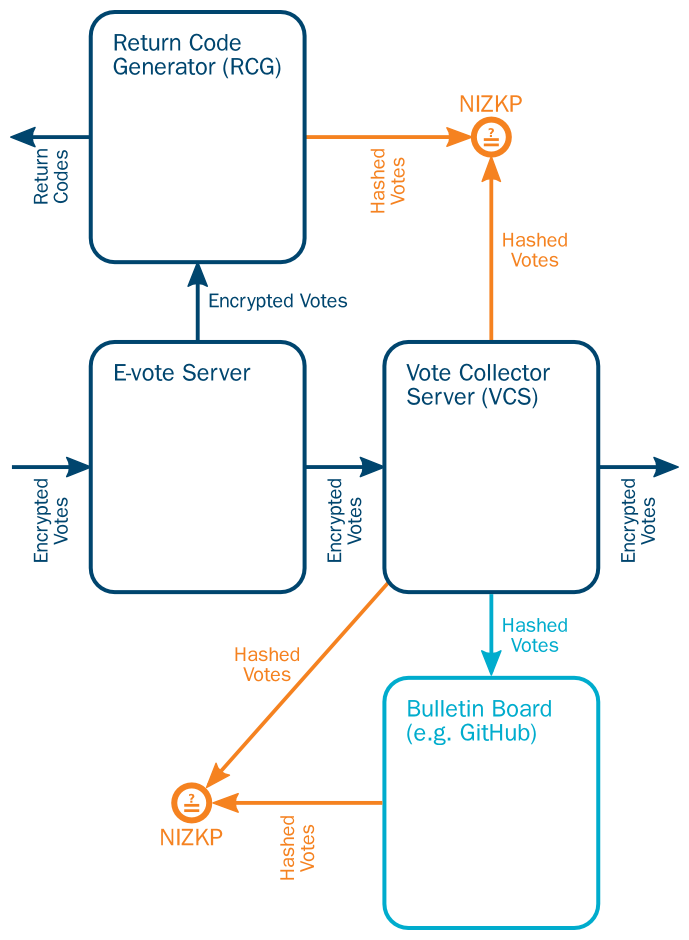 Return Code
Generator (RCG)
NIZKP
?
Return
Codes
Hashed
Votes
Hashed
Votes
Encrypted Votes
E-vote Server
Vote Collector
Server (VCS)
Encrypted
Votes
Encrypted
Votes
Encrypted
Votes
Hashed
Votes
Hashed
Votes
Bulletin Board
(e.g. GitHub)
?
NIZKP
Hashed
Votes